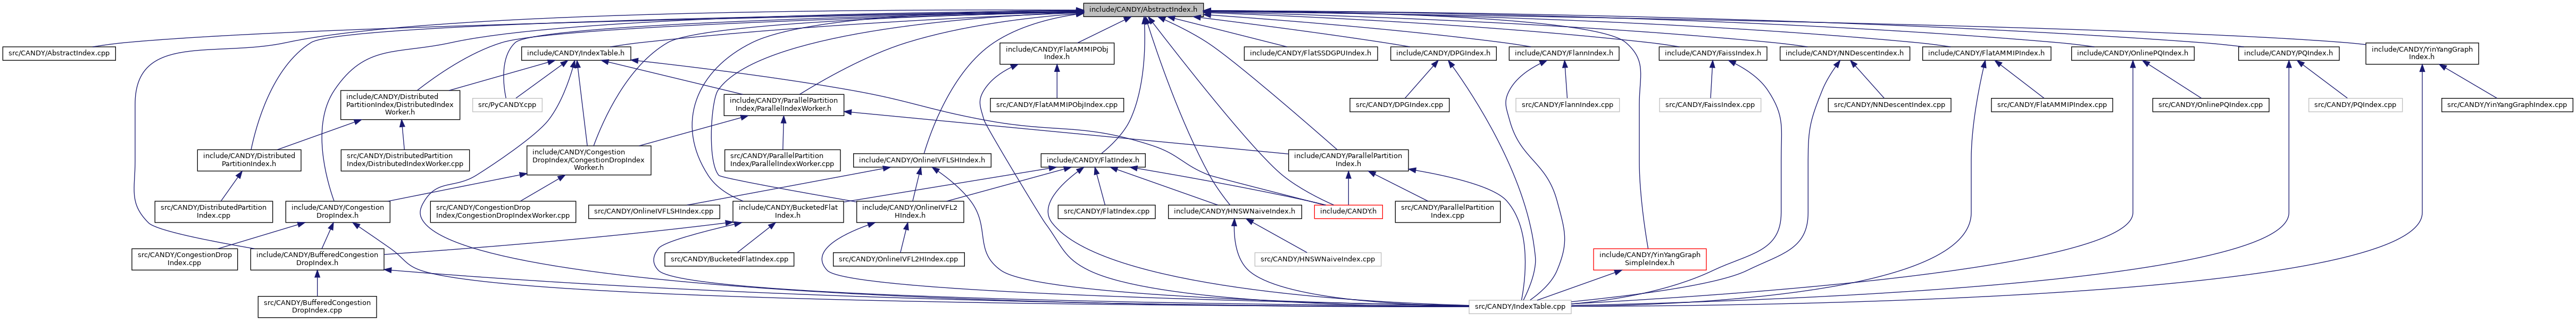 include/CANDY/AbstractIndex.h
src/CANDY/AbstractIndex.cpp
include/CANDY/IndexTable.h
include/CANDY/FlatAMMIPObj
Index.h
include/CANDY/FlatSSDGPUIndex.h
include/CANDY/DPGIndex.h
include/CANDY/FlannIndex.h
include/CANDY/FaissIndex.h
include/CANDY/NNDescentIndex.h
include/CANDY/FlatAMMIPIndex.h
include/CANDY/OnlinePQIndex.h
include/CANDY/PQIndex.h
include/CANDY/YinYangGraph
Index.h
include/CANDY/Distributed
PartitionIndex/DistributedIndex
Worker.h
src/PyCANDY.cpp
include/CANDY/ParallelPartition
Index/ParallelIndexWorker.h
src/CANDY/FlatAMMIPObjIndex.cpp
src/CANDY/DPGIndex.cpp
src/CANDY/FlannIndex.cpp
src/CANDY/FaissIndex.cpp
src/CANDY/NNDescentIndex.cpp
src/CANDY/FlatAMMIPIndex.cpp
src/CANDY/OnlinePQIndex.cpp
src/CANDY/PQIndex.cpp
src/CANDY/YinYangGraphIndex.cpp
include/CANDY/Distributed
PartitionIndex.h
src/CANDY/DistributedPartition
Index/DistributedIndexWorker.cpp
include/CANDY/Congestion
DropIndex/CongestionDropIndex
Worker.h
src/CANDY/ParallelPartition
Index/ParallelIndexWorker.cpp
include/CANDY/OnlineIVFLSHIndex.h
include/CANDY/FlatIndex.h
include/CANDY/ParallelPartition
Index.h
src/CANDY/DistributedPartition
Index.cpp
include/CANDY/Congestion
DropIndex.h
src/CANDY/CongestionDrop
Index/CongestionDropIndexWorker.cpp
src/CANDY/OnlineIVFLSHIndex.cpp
include/CANDY/BucketedFlat
Index.h
include/CANDY/OnlineIVFL2
HIndex.h
src/CANDY/FlatIndex.cpp
include/CANDY/HNSWNaiveIndex.h
include/CANDY.h
src/CANDY/ParallelPartition
Index.cpp
src/CANDY/CongestionDrop
Index.cpp
include/CANDY/BufferedCongestion
DropIndex.h
src/CANDY/BucketedFlatIndex.cpp
src/CANDY/OnlineIVFL2HIndex.cpp
src/CANDY/HNSWNaiveIndex.cpp
include/CANDY/YinYangGraph
SimpleIndex.h
src/CANDY/BufferedCongestion
DropIndex.cpp
src/CANDY/IndexTable.cpp